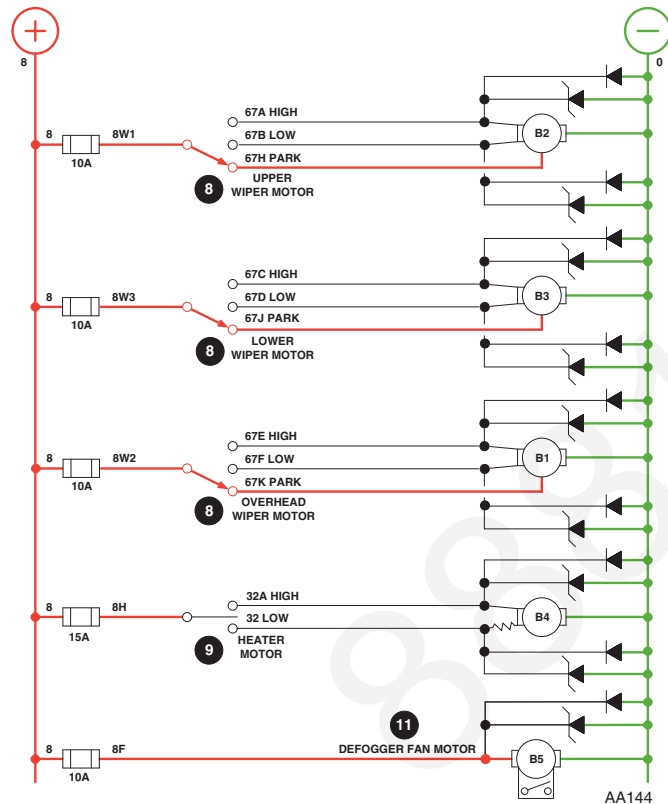 +
−
8
0
67A HIGH
67B LOW
B2
8
8W1
67H PARK
10A
8
UPPER
WIPER MOTOR
67C HIGH
67D LOW
B3
8
8W3
67J PARK
10A
8
LOWER
WIPER MOTOR
67E HIGH
67F LOW
B1
8
8W2
67K PARK
10A
8
OVERHEAD
WIPER MOTOR
32A HIGH
8
8H
32 LOW
B4
15A
9
HEATER
MOTOR
11
DEFOGGER FAN MOTOR
8
8F
B5
10A
AA144